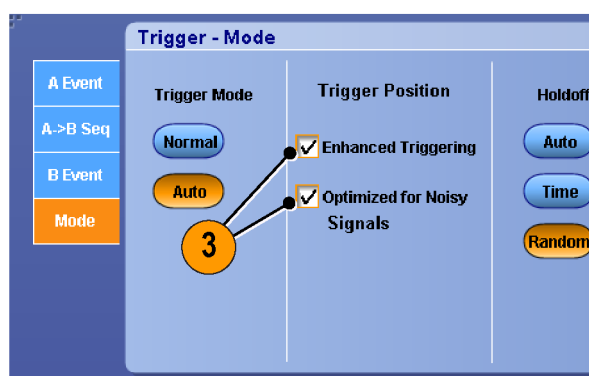 Trigger - Mode
A Event
A->B Seq
B Event
Mode
Trigger Mode
Normal
Auto
3
Trigger Position
Enhanced Triggering
Optimized for Noisy
Signals
Holdoff
Auto
Time
Random